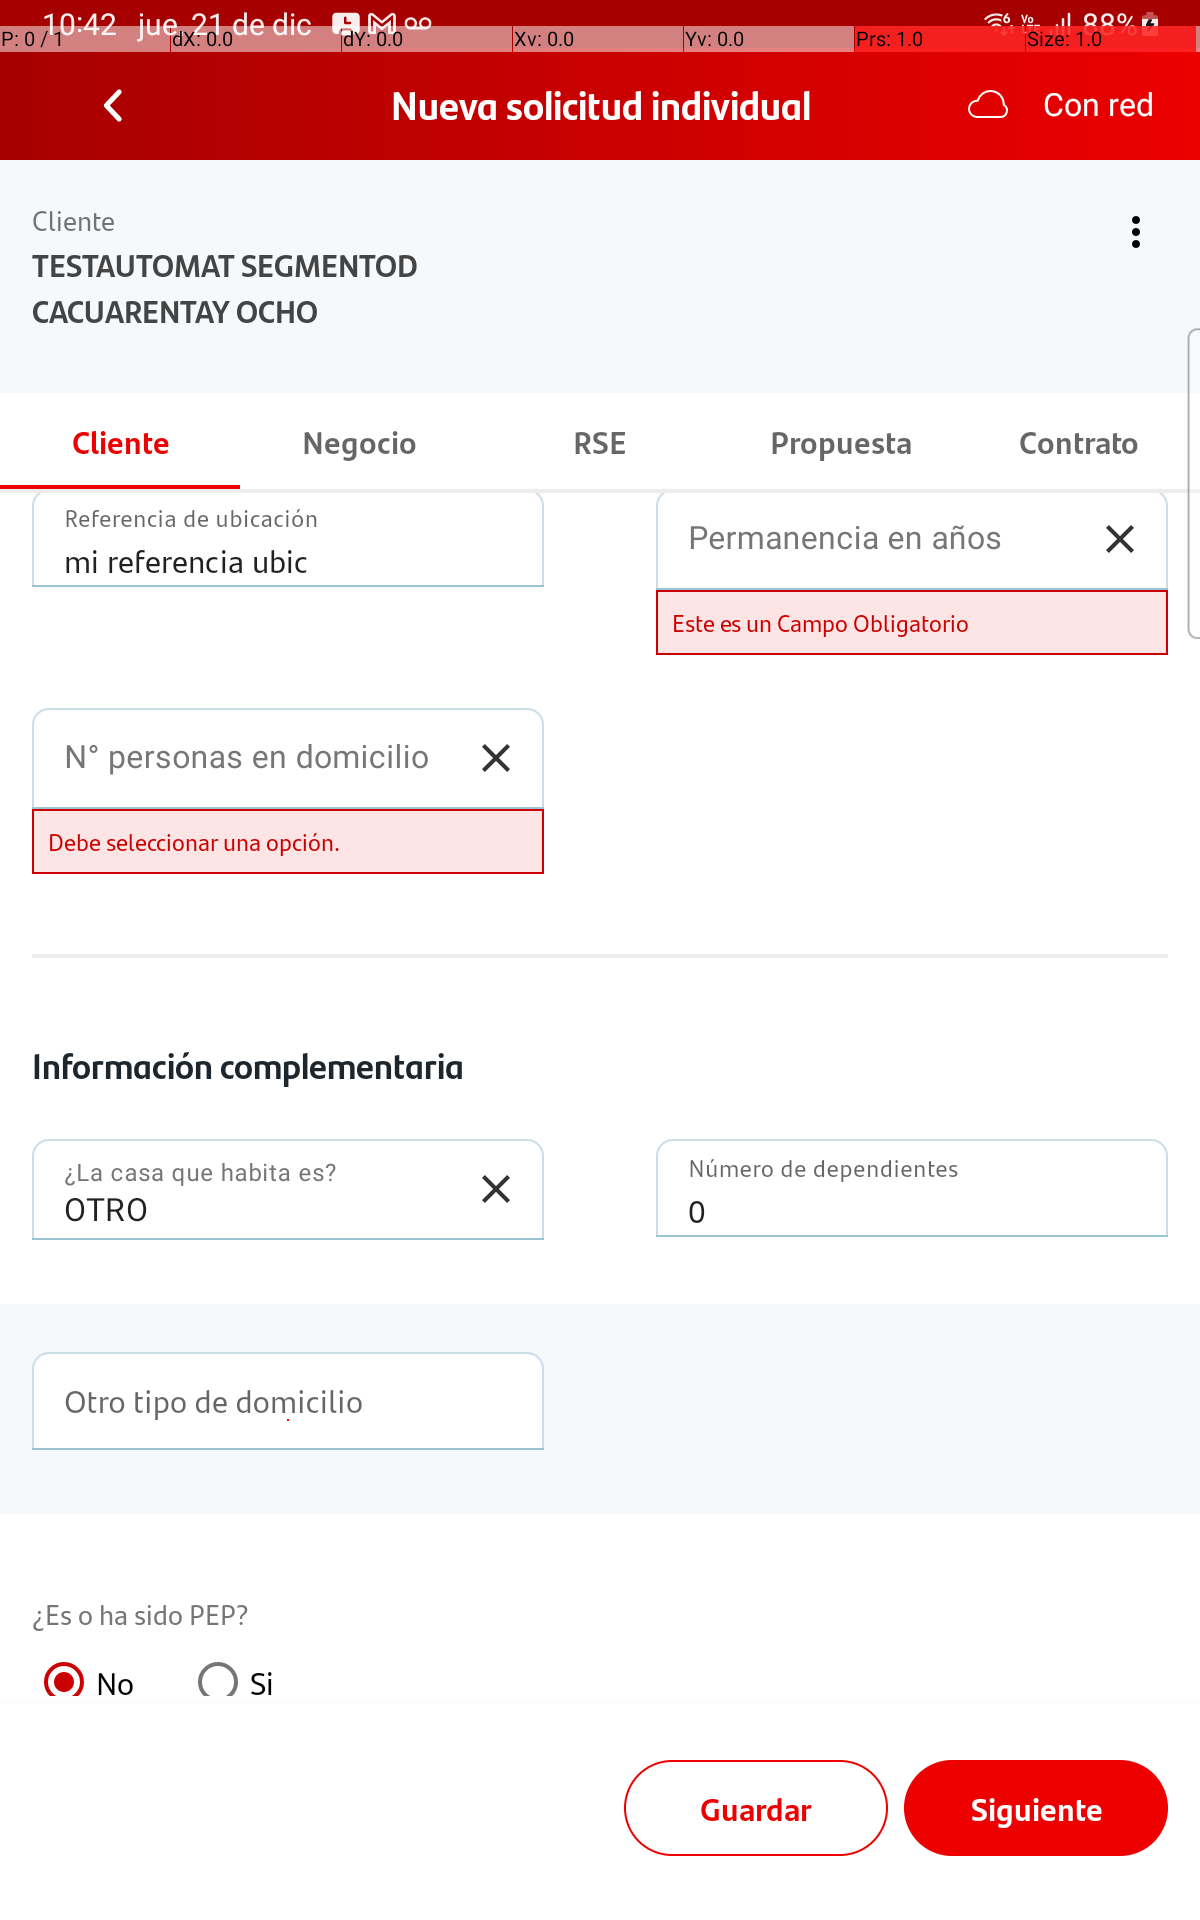 10:42 jue. 21 de dic 88%
P: 0 / 1 dX: 0.0 dY: 0.0 Xv: 0.0 Yv: 0.0 Prs: 1.0 Size: 1.0
Nueva solicitud individual Con red
Cliente
TESTAUTOMAT SEGMENTOD
CACUARENTAY OCHO
Cliente Negocio RSE Propuesta Contrato
Referencia de ubicación
mi referencia ubic
Permanencia en años
Este es un Campo Obligatorio
N° personas en domicilio
Debe seleccionar una opción.
Información complementaria
¿La casa que habita es?
OTRO
Número de dependientes
0
Otro tipo de domicilio
¿Es o ha sido PEP?
No Si
Guardar Siguiente